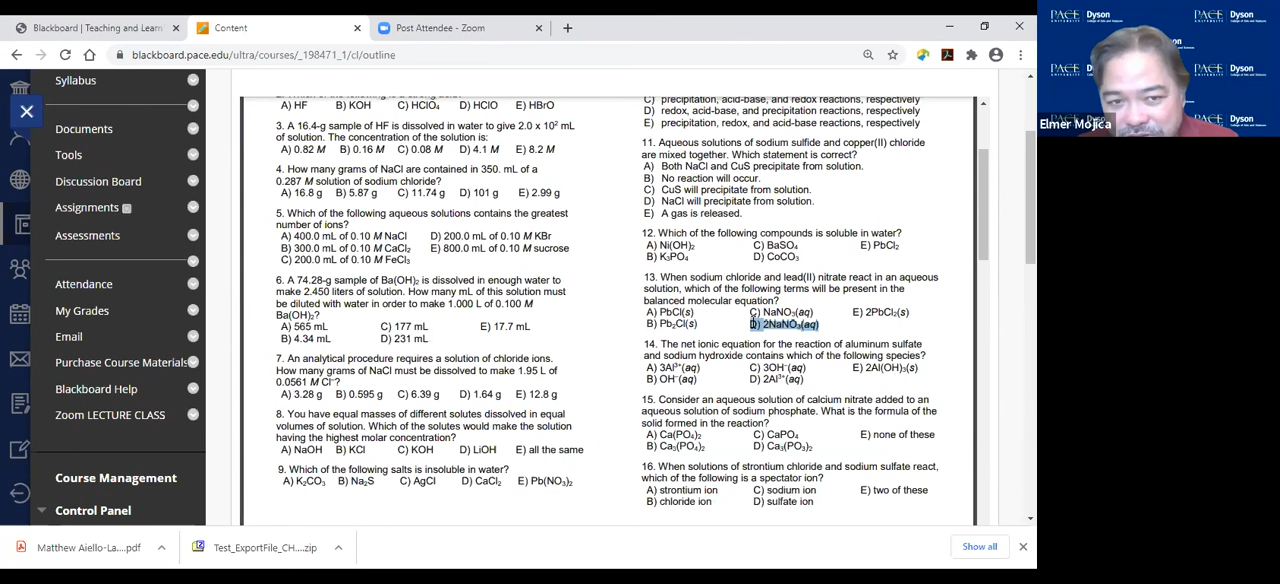 Blackboard | Teaching and Learn
Content
Post Attendee - Zoom
blackboard.pace.edu/ultra/courses/_198471_1/cl/outline
Syllabus
Documents
Tools
Discussion Board
Assignments
Assessments
Attendance
My Grades
Email
Purchase Course Materials
Blackboard Help
Zoom LECTURE CLASS
Course Management
Control Panel
A) HF B) KOH C) HClO₄ D) HClO E) HBrO
3. A 16.4-g sample of HF is dissolved in water to give 2.0 x 10² mL
of solution. The concentration of the solution is:
A) 0.82 M B) 0.16 M C) 0.08 M D) 4.1 M E) 8.2 M
4. How many grams of NaCl are contained in 350. mL of a
0.287 M solution of sodium chloride?
A) 16.8 g B) 5.87 g C) 11.74 g D) 101 g E) 2.99 g
5. Which of the following aqueous solutions contains the greatest
number of ions?
A) 400.0 mL of 0.10 M NaCl D) 200.0 mL of 0.10 M KBr
B) 300.0 mL of 0.10 M CaCl₂ E) 800.0 mL of 0.10 M sucrose
C) 200.0 mL of 0.10 M FeCl₃
6. A 74.28-g sample of Ba(OH)₂ is dissolved in enough water to
make 2.450 liters of solution. How many mL of this solution must
be diluted with water in order to make 1.000 L of 0.100 M
Ba(OH)₂?
A) 565 mL C) 177 mL E) 17.7 mL
B) 4.34 mL D) 231 mL
7. An analytical procedure requires a solution of chloride ions.
How many grams of NaCl must be dissolved to make 1.95 L of
0.0561 M Cl⁻?
A) 3.28 g B) 0.595 g C) 6.39 g D) 1.64 g E) 12.8 g
8. You have equal masses of different solutes dissolved in equal
volumes of solution. Which of the solutes would make the solution
having the highest molar concentration?
A) NaOH B) KCl C) KOH D) LiOH E) all the same
9. Which of the following salts is insoluble in water?
A) K₂CO₃ B) Na₂S C) AgCl D) CaCl₂ E) Pb(NO₃)₂
C) precipitation, acid-base, and redox reactions, respectively
D) redox, acid-base, and precipitation reactions, respectively
E) precipitation, redox, and acid-base reactions, respectively
11. Aqueous solutions of sodium sulfide and copper(II) chloride
are mixed together. Which statement is correct?
A) Both NaCl and CuS precipitate from solution.
B) No reaction will occur.
C) CuS will precipitate from solution.
D) NaCl will precipitate from solution.
E) A gas is released.
12. Which of the following compounds is soluble in water?
A) Ni(OH)₂ C) BaSO₄ E) PbCl₂
B) K₃PO₄ D) CoCO₃
13. When sodium chloride and lead(II) nitrate react in an aqueous
solution, which of the following terms will be present in the
balanced molecular equation?
A) PbCl(s) C) NaNO₃(aq) E) 2PbCl₂(s)
B) Pb₂Cl(s) D) 2NaNO₃(aq)
14. The net ionic equation for the reaction of aluminum sulfate
and sodium hydroxide contains which of the following species?
A) 3Al³⁺(aq) C) 3OH⁻(aq) E) 2Al(OH)₃(s)
B) OH⁻(aq) D) 2Al³⁺(aq)
15. Consider an aqueous solution of calcium nitrate added to an
aqueous solution of sodium phosphate. What is the formula of the
solid formed in the reaction?
A) Ca(PO₄)₂ C) CaPO₄ E) none of these
B) Ca₃(PO₄)₂ D) Ca₃(PO₃)₂
16. When solutions of strontium chloride and sodium sulfate react,
which of the following is a spectator ion?
A) strontium ion C) sodium ion E) two of these
B) chloride ion D) sulfate ion
Matthew Aiello-La....pdf
Test_ExportFile_CH....zip
Show all
PACE UNIVERSITY Dyson
PACE UNIVERSITY Dyson
PACE
PACE Dyson
PACE Dyson
Elmer Mojica